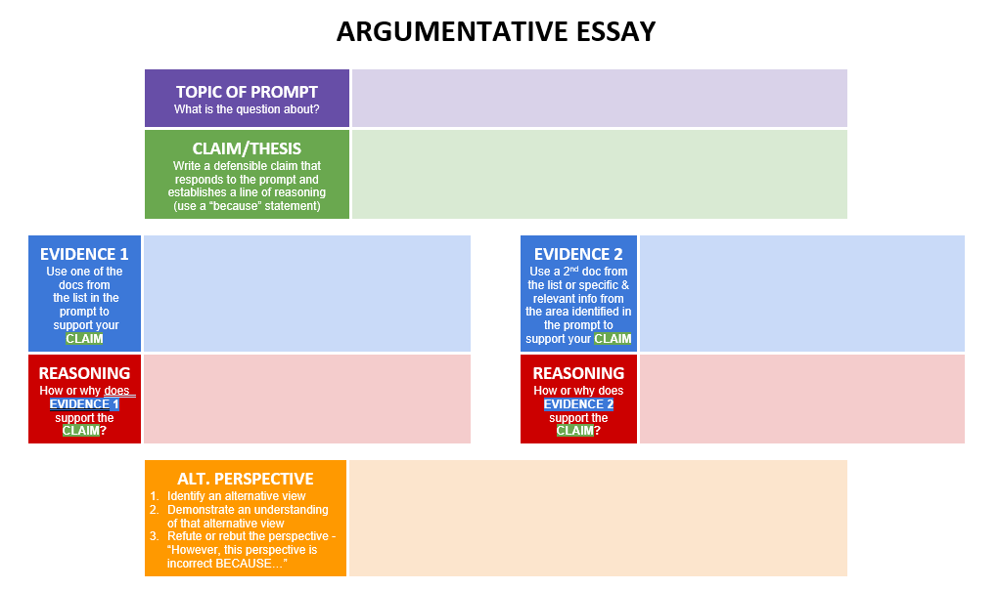 ARGUMENTATIVE ESSAY
TOPIC OF PROMPT
What is the question about?
CLAIM/THESIS
Write a defensible claim that
responds to the prompt and
establishes a line of reasoning
(use a "because" statement)
EVIDENCE 1
Use one of the
docs from
the list in the
prompt to
support your
CLAIM
EVIDENCE 2
Use a 2nd doc from
the list or specific &
relevant info from
the area identified in
the prompt to
support your CLAIM
REASONING
How or why does
EVIDENCE 1
support the
CLAIM?
REASONING
How or why does
EVIDENCE 2
support the
CLAIM?
ALT. PERSPECTIVE
1. Identify an alternative view
2. Demonstrate an understanding
of that alternative view
3. Refute or rebut the perspective -
"However, this perspective is
incorrect BECAUSE…"